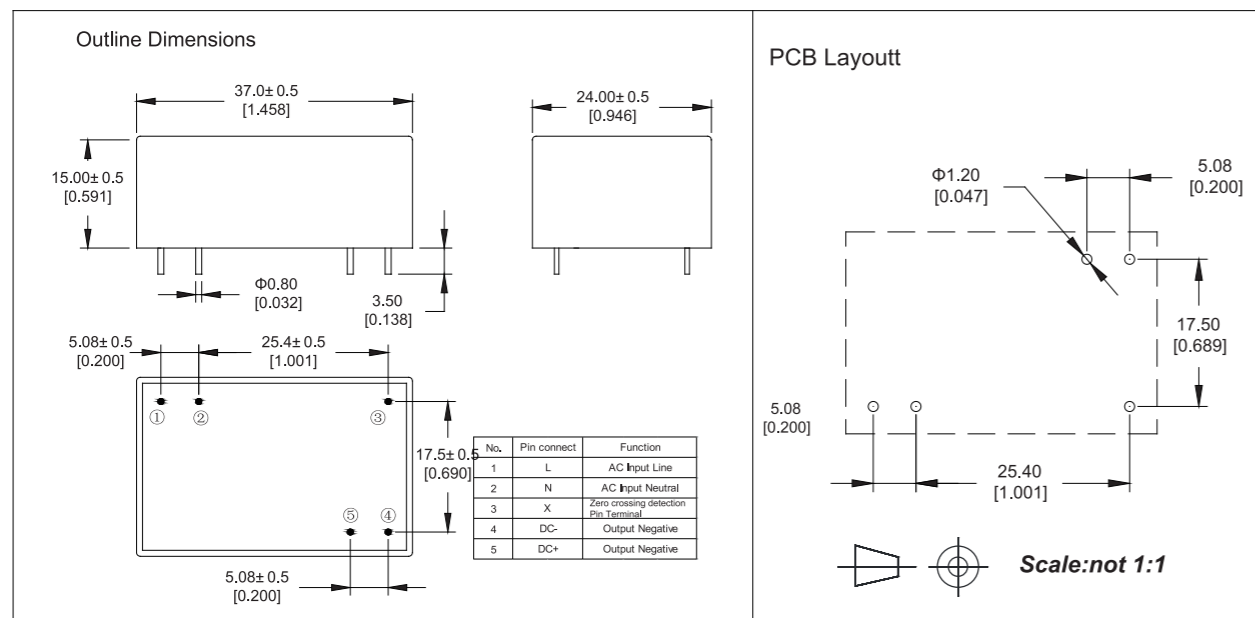 Outline Dimensions
37.0± 0.5
[1.458]
24.00± 0.5
[0.946]
15.00± 0.5
[0.591]
Φ0.80
[0.032]
3.50
[0.138]
5.08± 0.5
[0.200]
25.4± 0.5
[1.001]
①
②
③
17.5± 0.5
[0.690]
⑤
④
5.08± 0.5
[0.200]
No. Pin connect Function
1 L AC Input Line
2 N AC Input Neutral
3 X Zero crossing detection
Pin Terminal
4 DC- Output Negative
5 DC+ Output Negative
PCB Layoutt
Φ1.20
[0.047]
5.08
[0.200]
17.50
[0.689]
5.08
[0.200]
25.40
[1.001]
Scale:not 1:1